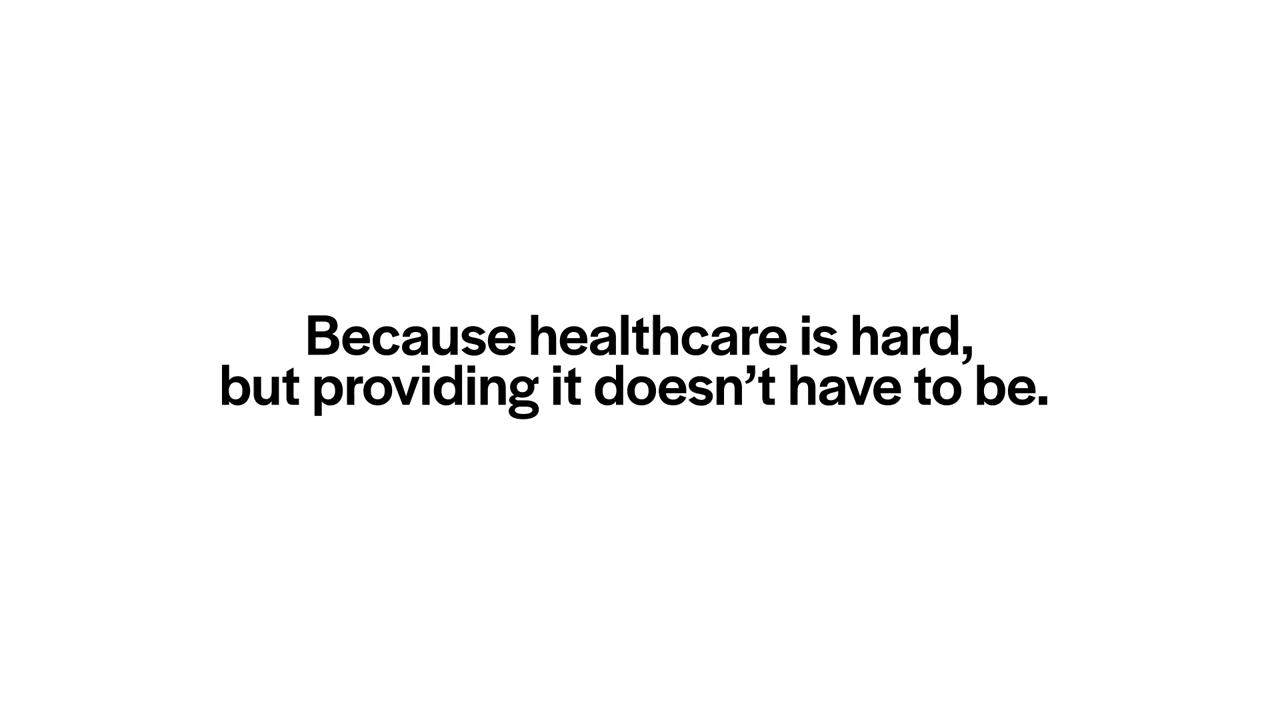 Because healthcare is hard,
but providing it doesn’t have to be.